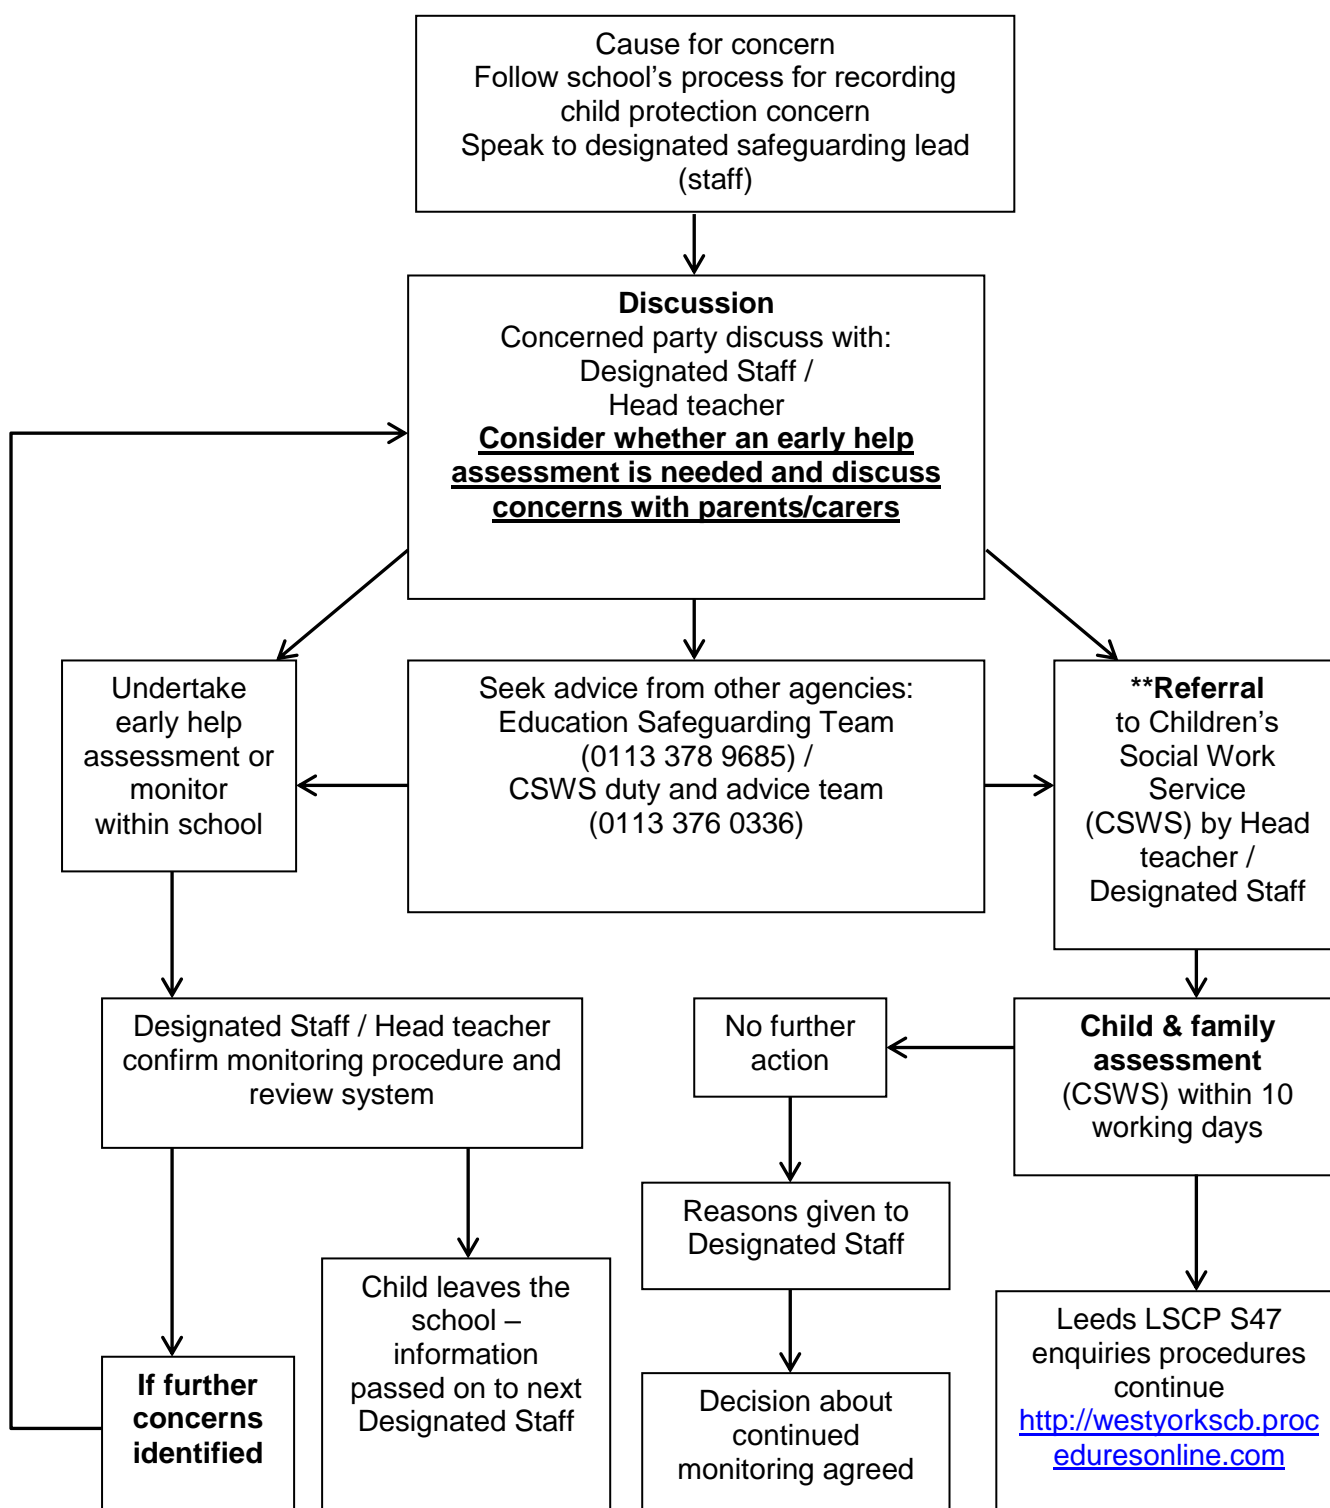 Cause for concern
Follow school’s process for recording
child protection concern
Speak to designated safeguarding lead
(staff)
Discussion
Concerned party discuss with:
Designated Staff /
Head teacher
Consider whether an early help
assessment is needed and discuss
concerns with parents/carers
Undertake
early help
assessment or
monitor
within school
Seek advice from other agencies:
Education Safeguarding Team
(0113 378 9685) /
CSWS duty and advice team
(0113 376 0336)
**Referral
to Children’s
Social Work
Service
(CSWS) by Head
teacher /
Designated Staff
Designated Staff / Head teacher
confirm monitoring procedure and
review system
No further
action
Child & family
assessment
(CSWS) within 10
working days
Reasons given to
Designated Staff
Child leaves the
school –
information
passed on to next
Designated Staff
If further
concerns
identified
Decision about
continued
monitoring agreed
Leeds LSCP S47
enquiries procedures
continue
http://westyorkscb.proc
eduresonline.com